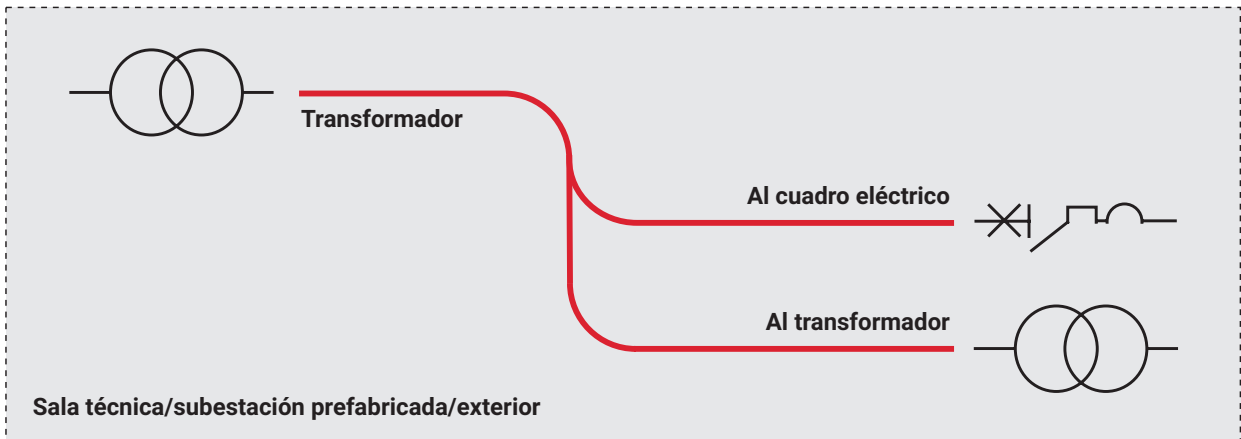 Transformador
Al cuadro eléctrico
Al transformador
Sala técnica/subestación prefabricada/exterior